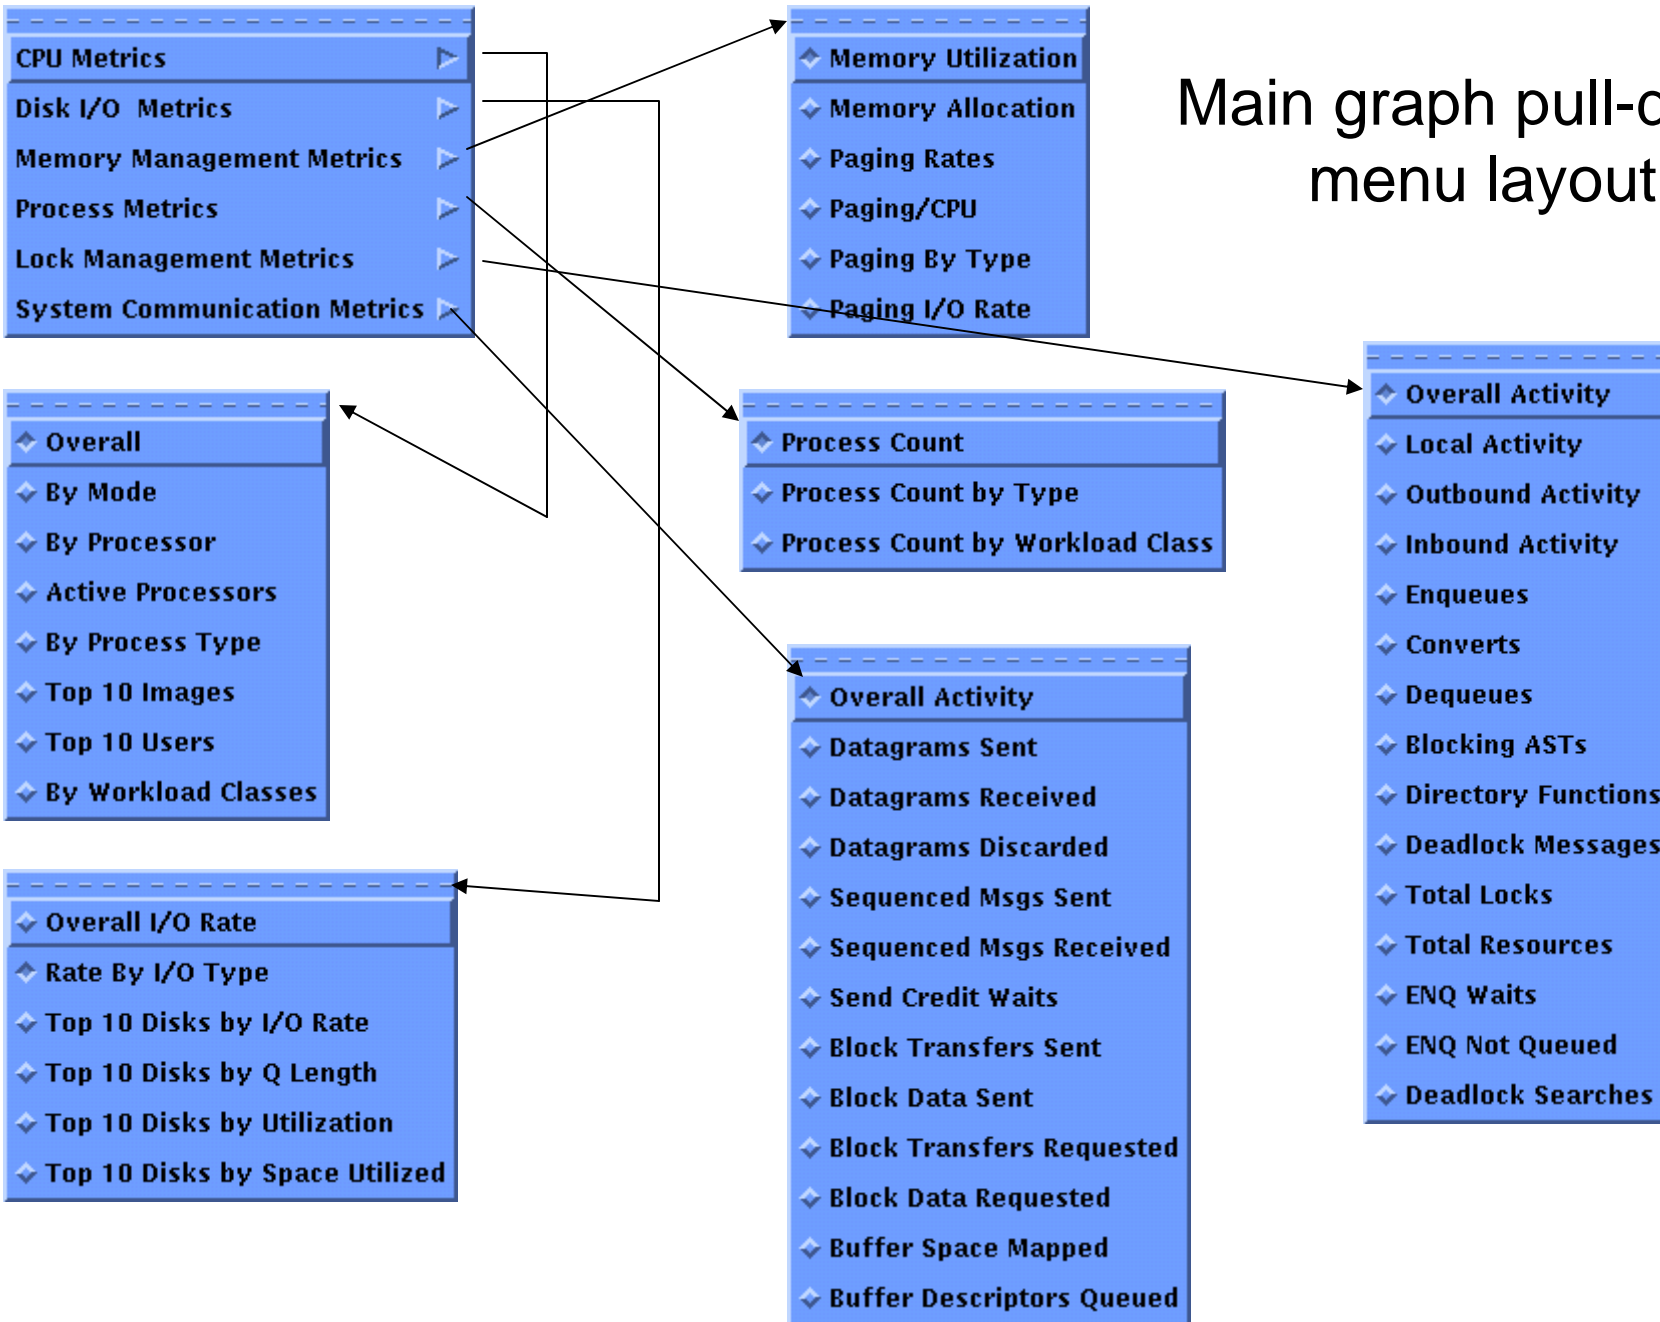 CPU Metrics
Disk I/O Metrics
Memory Management Metrics
Process Metrics
Lock Management Metrics
System Communication Metrics
Memory Utilization
Memory Allocation
Paging Rates
Paging/CPU
Paging By Type
Paging I/O Rate
Main graph pull-
menu layout
Overall
By Mode
By Processor
Active Processors
By Process Type
Top 10 Images
Top 10 Users
By Workload Classes
Process Count
Process Count by Type
Process Count by Workload Class
Overall Activity
Local Activity
Outbound Activity
Inbound Activity
Enqueues
Converts
Dequeues
Blocking ASTs
Directory Functions
Deadlock Messages
Total Locks
Total Resources
ENQ Waits
ENQ Not Queued
Deadlock Searches
Overall Activity
Datagrams Sent
Datagrams Received
Datagrams Discarded
Sequenced Msgs Sent
Sequenced Msgs Received
Send Credit Waits
Block Transfers Sent
Block Data Sent
Block Transfers Requested
Block Data Requested
Buffer Space Mapped
Buffer Descriptors Queued
Overall I/O Rate
Rate By I/O Type
Top 10 Disks by I/O Rate
Top 10 Disks by Q Length
Top 10 Disks by Utilization
Top 10 Disks by Space Utilized